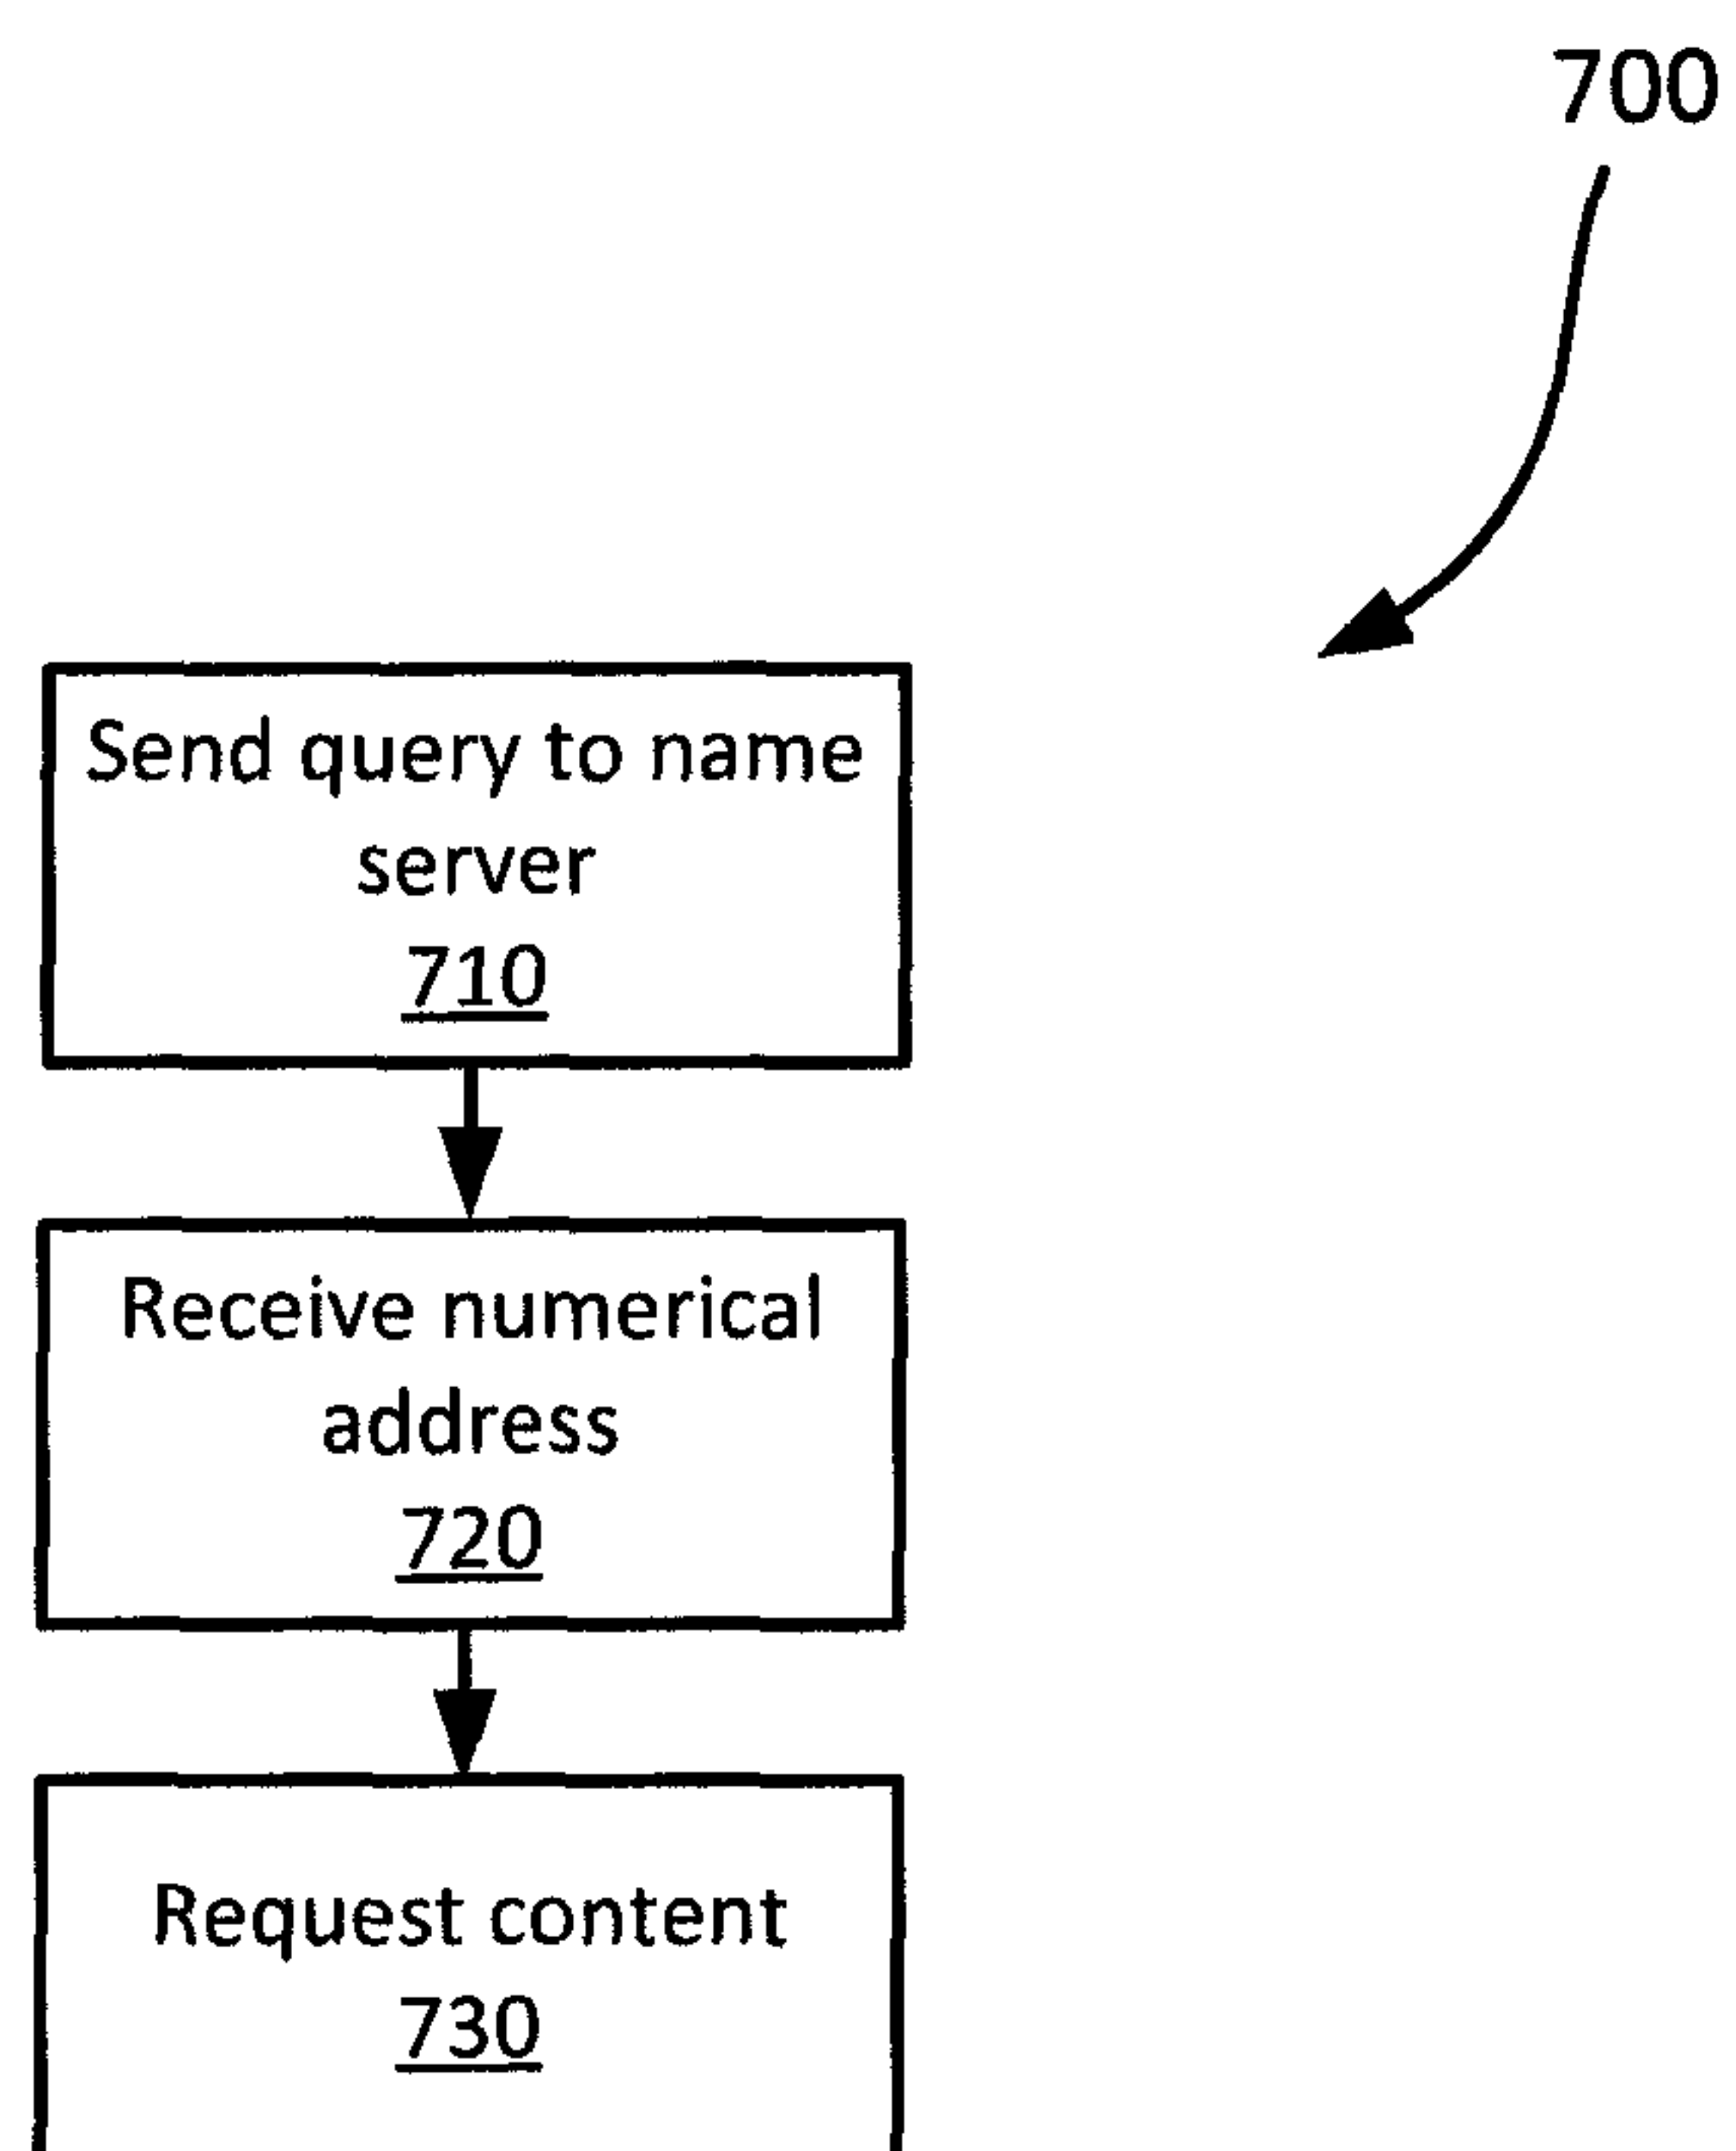 700
Send query to name
server
710
Receive numerical
address
720
Request content
730